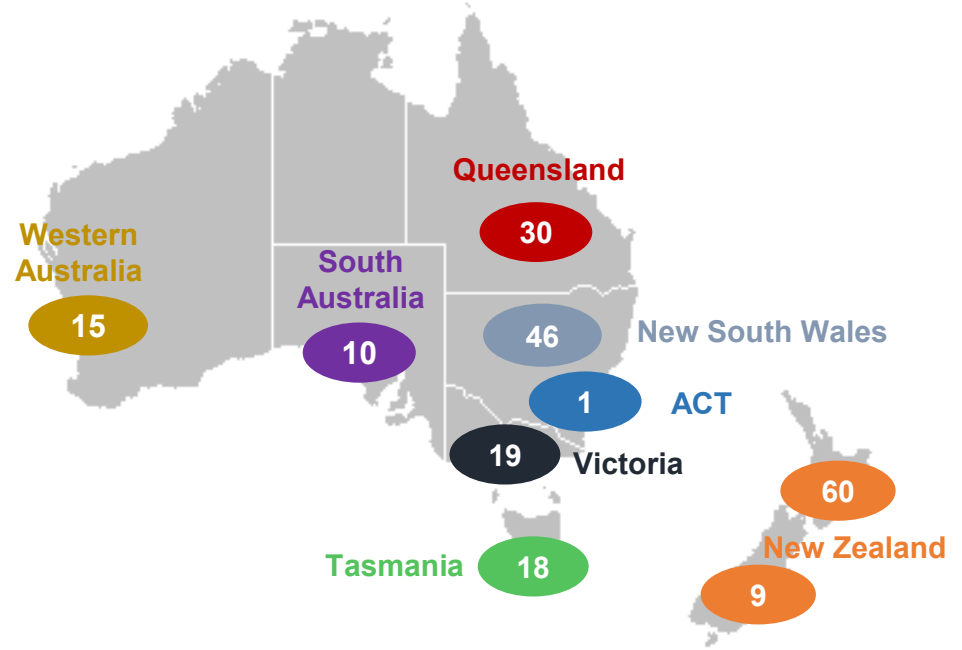 Queensland
30
Western
Australia
15
South
Australia
10
46
New South Wales
1
ACT
19
Victoria
60
New Zealand
9
Tasmania
18